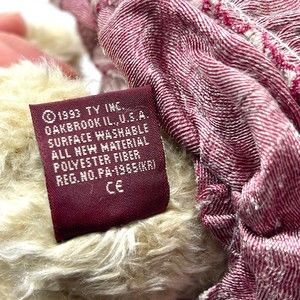 ©1993 TY INC.
OAKBROOK IL, U.S.A.
SURFACE WASHABLE
ALL NEW MATERIAL
POLYESTER FIBER
REG.NO.PA-1965(KR)
CE